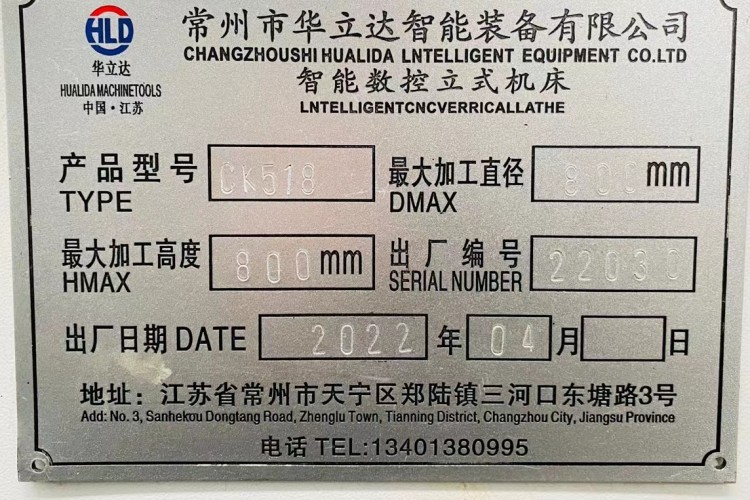 HLD
华立达
HUALIDA MACHINETOOLS
中国·江苏
常州市华立达智能装备有限公司
CHANGZHOUSHI HUALIDA LNTELLIGENT EQUIPMENT CO.LTD
智能数控立式机床
LNTELLIGENTCNCVERRICALLATHE
产品型号 CK518 最大加工直径 800mm
TYPE DMAX
最大加工高度 800mm 出厂编号
HMAX SERIAL NUMBER
出厂日期 DATE 2022 年 04 月 日
地址：江苏省常州市天宁区郑陆镇三河口东塘路3号
Add: No. 3, Sanhekou Dongtang Road, Zhenglu Town, Tianning District, Changzhou City, Jiangsu Province
电话 TEL:13401380995